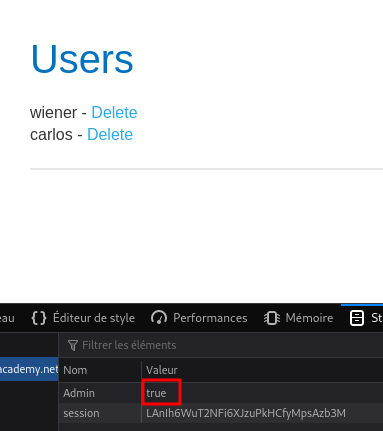 Users
wiener - Delete
carlos - Delete
eau Éditeur de style Performances Mémoire St
Filtrer les éléments
academy.net
Nom Valeur
Admin true
session LAnIh6WuT2NFi6XJzuPkHCfyMpsAzb3M